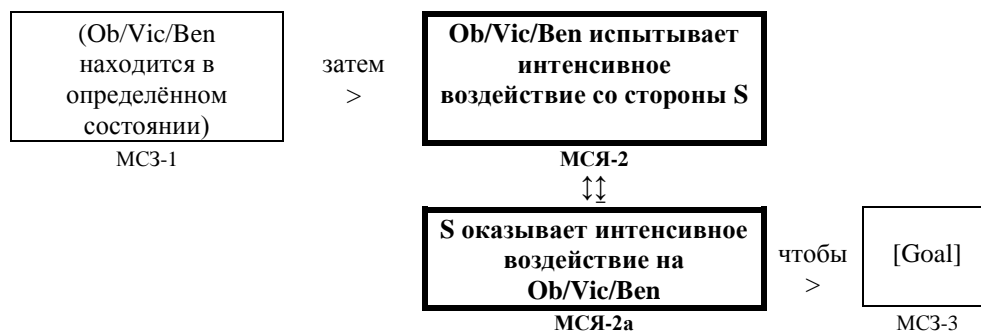 (Ob/Vic/Ben
находится в
определённом
состоянии)
МСЗ-1
затем
>
Ob/Vic/Ben испытывает
интенсивное
воздействие со стороны S
МСЯ-2
↕↨
S оказывает интенсивное
воздействие на
Ob/Vic/Ben
МСЯ-2а
чтобы
>
[Goal]
МСЗ-3